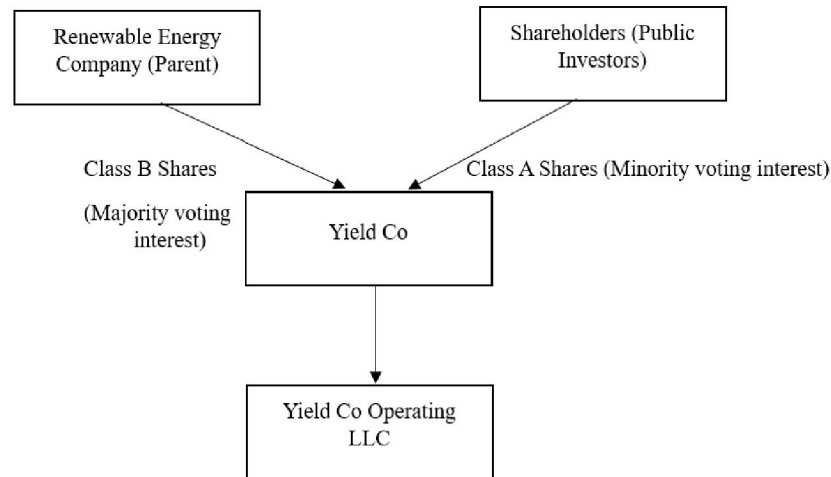 Renewable Energy
Company (Parent)
Shareholders (Public
Investors)
Class B Shares
(Majority voting
interest)
Class A Shares (Minority voting interest)
Yield Co
Yield Co Operating
LLC